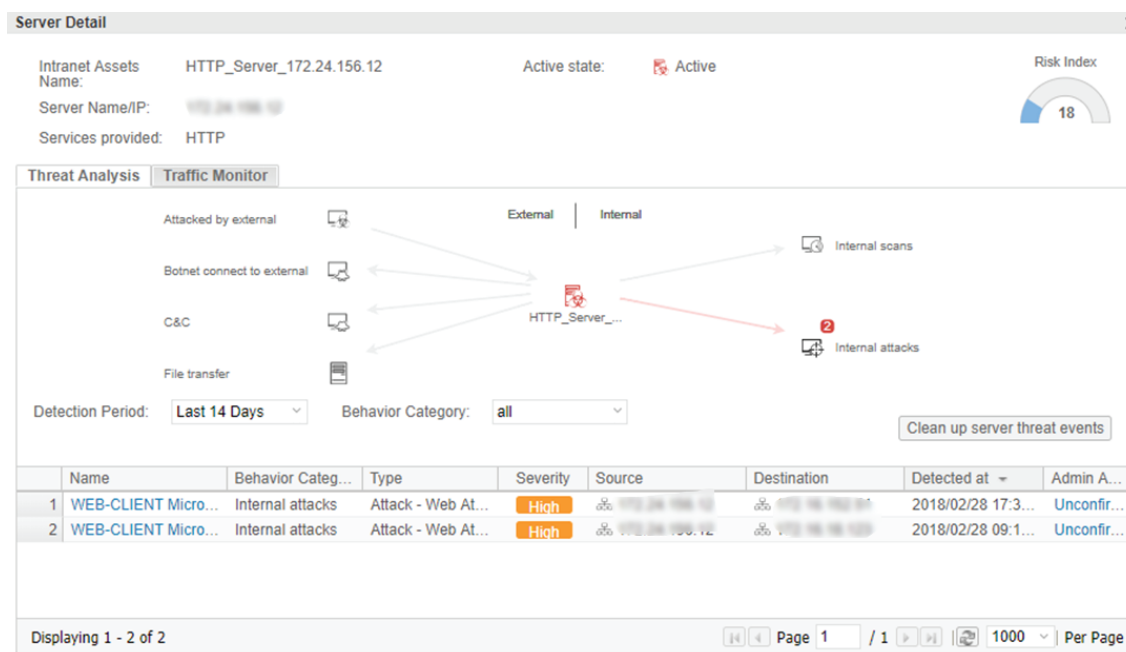 Server Detail
Intranet Assets Name: HTTP_Server_172.24.156.12 Active state: Active Risk Index
Server Name/IP: 18
Services provided: HTTP
Threat Analysis Traffic Monitor
Attacked by external External Internal
Internal scans
Botnet connect to external
HTTP_Server_...
C&C 2
Internal attacks
File transfer
Detection Period: Last 14 Days Behavior Category: all
Clean up server threat events
Name Behavior Categ... Type Severity Source Destination Detected at Admin A...
1 WEB-CLIENT Micro... Internal attacks Attack - Web At... High 2018/02/28 17:3... Unconfir...
2 WEB-CLIENT Micro... Internal attacks Attack - Web At... High 2018/02/28 09:1... Unconfir...
Displaying 1 - 2 of 2 Page 1 / 1 1000 Per Page